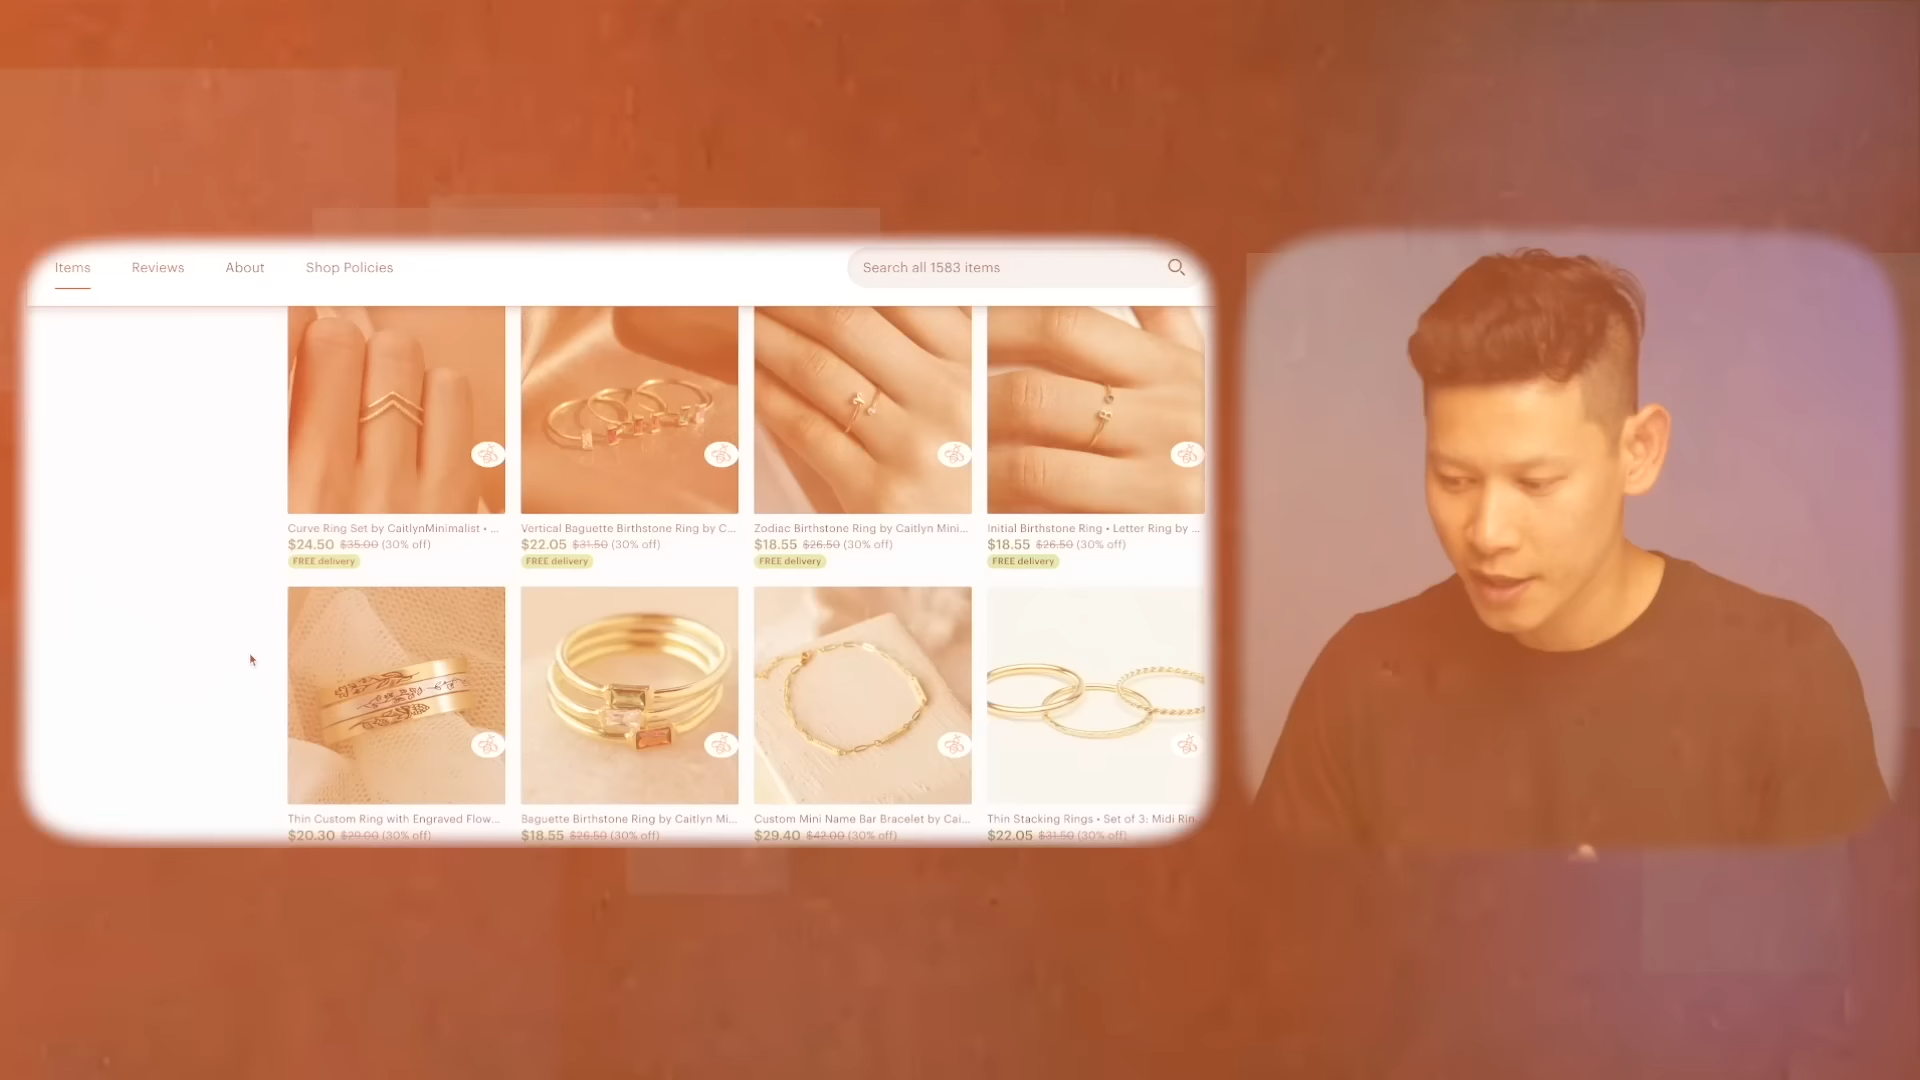 Items Reviews About Shop Policies Search all 1583 items
Curve Ring Set by CaitlynMinimalist • ...
$24.50 $35.00 (30% off)
FREE delivery
Vertical Baguette Birthstone Ring by C...
$22.05 $31.50 (30% off)
FREE delivery
Zodiac Birthstone Ring by Caitlyn Mini...
$18.55 $26.50 (30% off)
FREE delivery
Initial Birthstone Ring • Letter Ring by ...
$18.55 $26.50 (30% off)
FREE delivery
Thin Custom Ring with Engraved Flow...
$20.30 $29.00 (30% off)
Baguette Birthstone Ring by Caitlyn Mi...
$18.55 $26.50 (30% off)
Custom Mini Name Bar Bracelet by Cai...
$29.40 $42.00 (30% off)
Thin Stacking Rings • Set of 3: Midi Rin
$22.05 $31.50 (30% off)